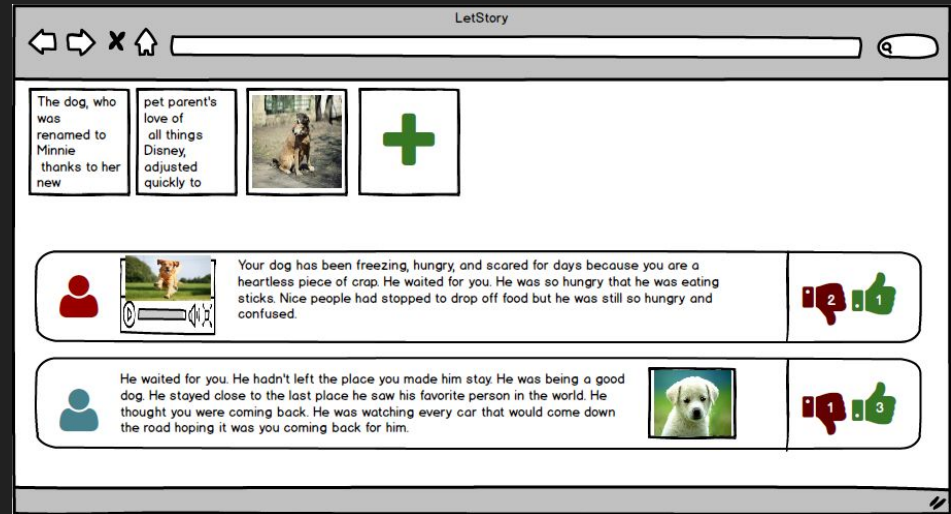 LetStory
The dog, who
was
renamed to
Minnie
thanks to her
new
pet parent's
love of
all things
Disney,
adjusted
quickly to
Your dog has been freezing, hungry, and scared for days because you are a
heartless piece of crap. He waited for you. He was so hungry that he was eating
sticks. Nice people had stopped to drop off food but he was still so hungry and
confused.
2
1
He waited for you. He hadn't left the place you made him stay. He was being a good
dog. He stayed close to the last place he saw his favorite person in the world. He
thought you were coming back. He was watching every car that would come down
the road hoping it was you coming back for him.
1
3